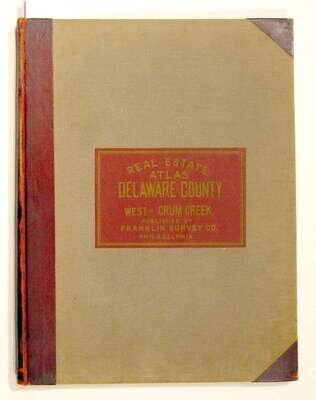 REAL ESTATE
ATLAS
DELAWARE COUNTY
WEST OF CRUM CREEK
PUBLISHED BY
FRANKLIN SURVEY CO.
PHILADELPHIA